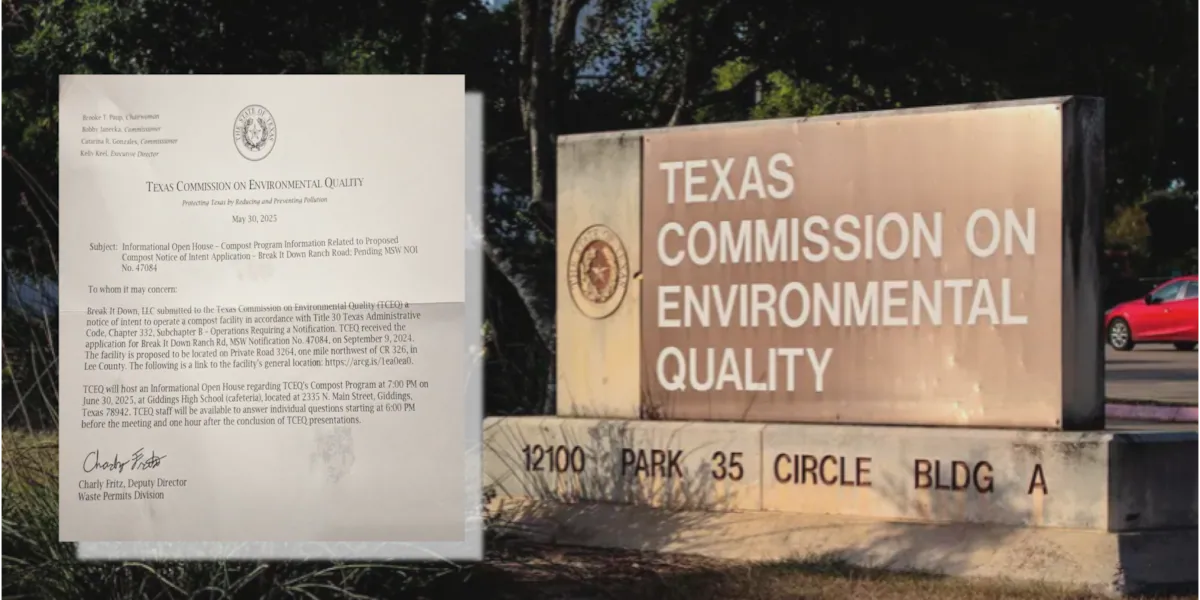 Brooke T. Paup, Chairwoman
Bobby Janecka, Commissioner
Catarina R. Gonzales, Commissioner
Kelly Keel, Executive Director
THE STATE OF TEXAS
TEXAS COMMISSION ON ENVIRONMENTAL QUALITY
Protecting Texas by Reducing and Preventing Pollution
May 30, 2025
Subject: Informational Open House – Compost Program Information Related to Proposed
Compost Notice of Intent Application – Break It Down Ranch Road; Pending MSW NOI
No. 47084
To whom it may concern:
Break It Down, LLC submitted to the Texas Commission on Environmental Quality (TCEQ) a
notice of intent to operate a compost facility in accordance with Title 30 Texas Administrative
Code, Chapter 332, Subchapter B – Operations Requiring a Notification. TCEQ received the
application for Break It Down Ranch Rd, MSW Notification No. 47084, on September 9, 2024.
The facility is proposed to be located on Private Road 3264, one mile northwest of CR 326, in
Lee County. The following is a link to the facility's general location: https://arcg.is/1ea0ea0.
TCEQ will host an Informational Open House regarding TCEQ's Compost Program at 7:00 PM on
June 30, 2025, at Giddings High School (cafeteria), located at 2335 N. Main Street, Giddings,
Texas 78942. TCEQ staff will be available to answer individual questions starting at 6:00 PM
before the meeting and one hour after the conclusion of TCEQ presentations.
Charly Fritz
Charly Fritz, Deputy Director
Waste Permits Division
TEXAS
COMMISSION ON
ENVIRONMENTAL
QUALITY
12100 PARK 35 CIRCLE BLDG A